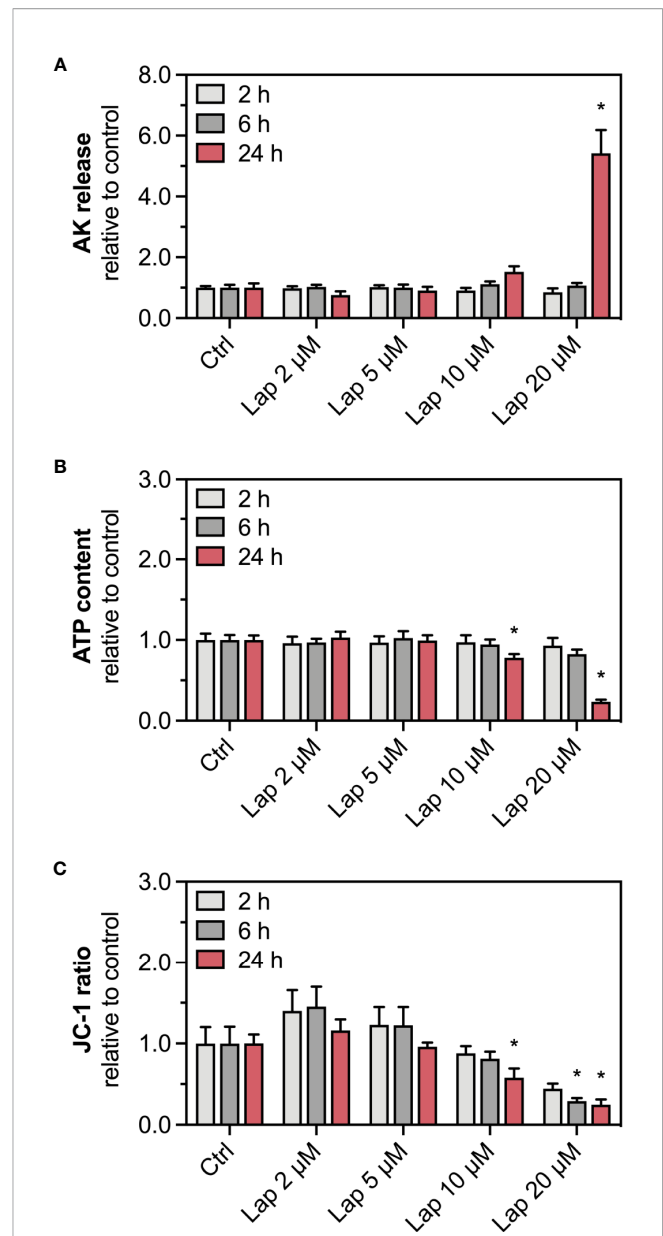 A
AK release
relative to control
8.0
6.0
4.0
2.0
0.0
2 h
6 h
24 h
*
Ctrl
Lap 2 µM
Lap 5 µM
Lap 10 µM
Lap 20 µM
B
ATP content
relative to control
3.0
2.0
1.0
0.0
2 h
6 h
24 h
*
*
Ctrl
Lap 2 µM
Lap 5 µM
Lap 10 µM
Lap 20 µM
C
JC-1 ratio
relative to control
3.0
2.0
1.0
0.0
2 h
6 h
24 h
*
* *
Ctrl
Lap 2 µM
Lap 5 µM
Lap 10 µM
Lap 20 µM